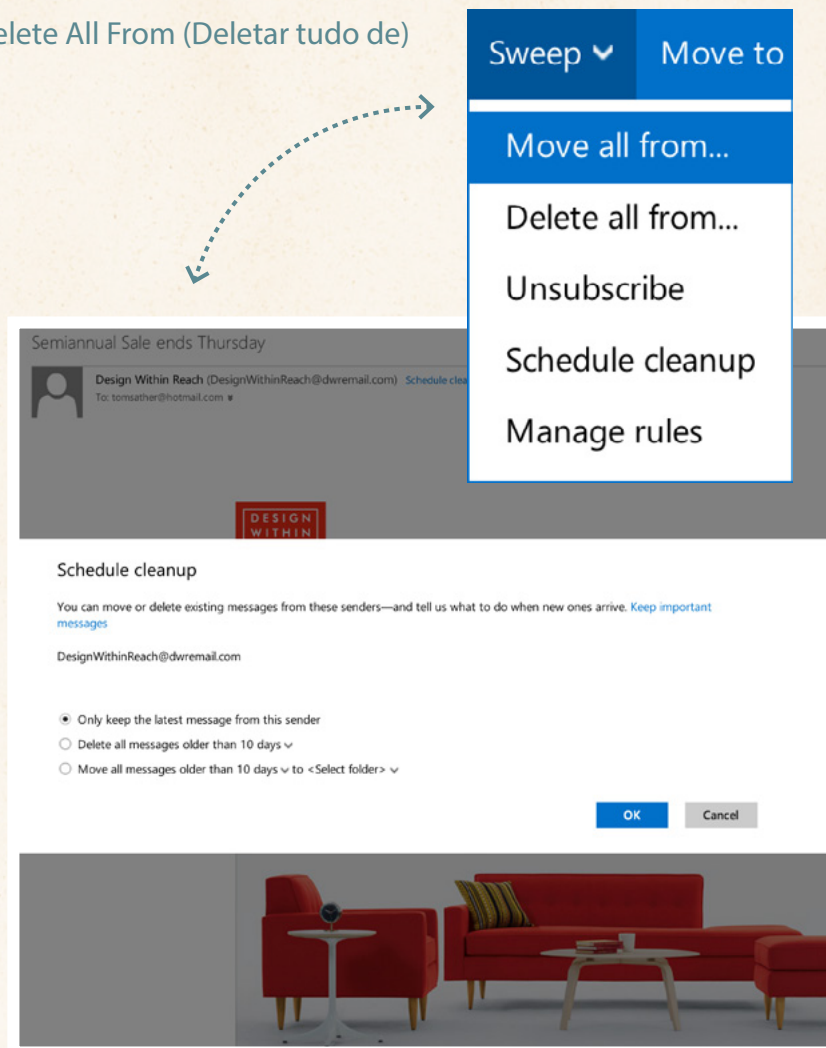 elete All From (Deletar tudo de)
Sweep Move to
Move all from...
Delete all from...
Unsubscribe
Schedule cleanup
Manage rules
Semiannual Sale ends Thursday
Design Within Reach (DesignWithinReach@dwremail.com) Schedule clea
To: tomsather@hotmail.com
DESIGN
WITHIN
Schedule cleanup
You can move or delete existing messages from these senders—and tell us what to do when new ones arrive. Keep important
messages
DesignWithinReach@dwremail.com
Only keep the latest message from this sender
Delete all messages older than 10 days
Move all messages older than 10 days to <Select folder>
OK Cancel